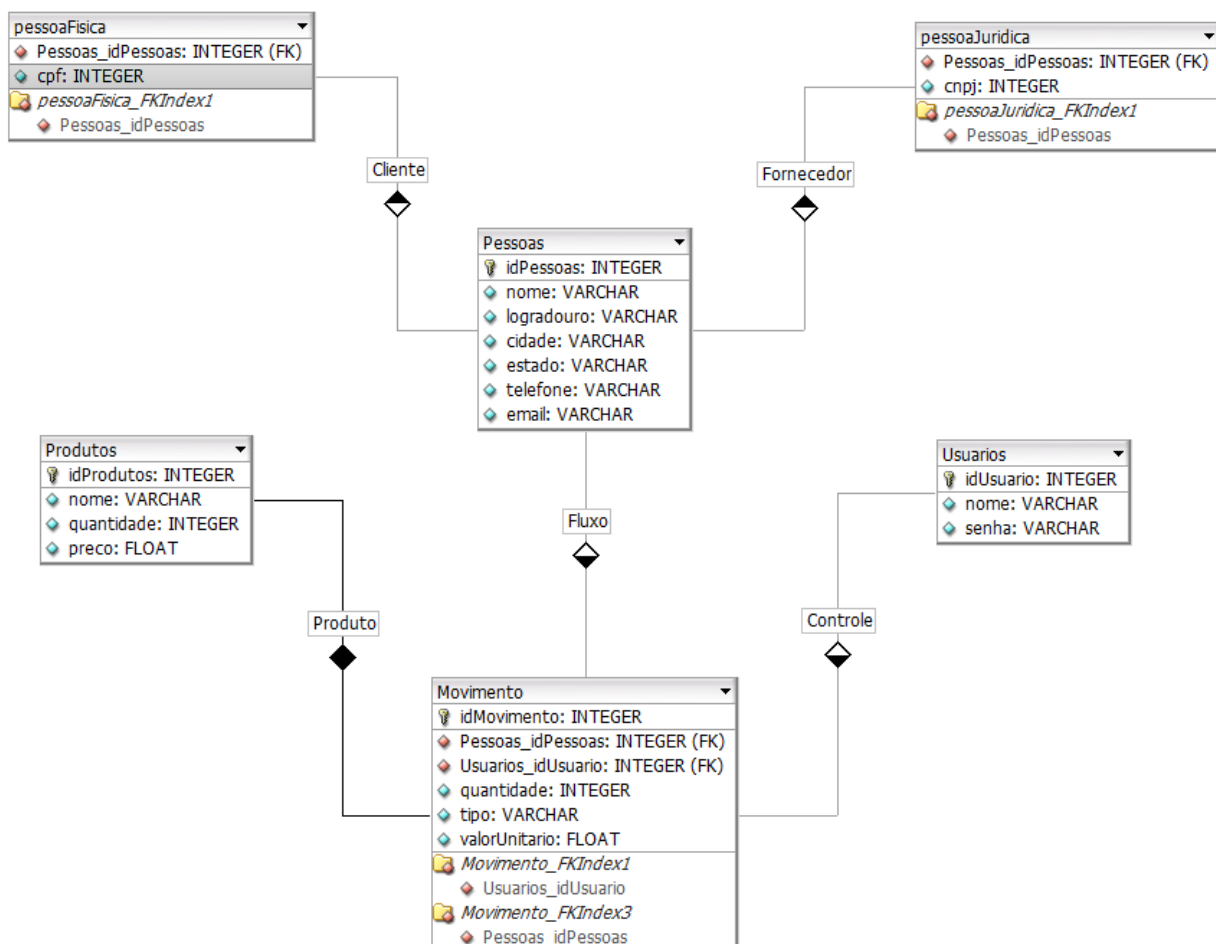 pessoaFisica
Pessoas_idPessoas: INTEGER (FK)
cpf: INTEGER
pessoaFisica_FKIndex1
Pessoas_idPessoas
pessoaJuridica
Pessoas_idPessoas: INTEGER (FK)
cnpj: INTEGER
pessoaJuridica_FKIndex1
Pessoas_idPessoas
Cliente
Fornecedor
Pessoas
idPessoas: INTEGER
nome: VARCHAR
logradouro: VARCHAR
cidade: VARCHAR
estado: VARCHAR
telefone: VARCHAR
email: VARCHAR
Produtos
idProdutos: INTEGER
nome: VARCHAR
quantidade: INTEGER
preco: FLOAT
Usuarios
idUsuario: INTEGER
nome: VARCHAR
senha: VARCHAR
Fluxo
Produto
Controle
Movimento
idMovimento: INTEGER
Pessoas_idPessoas: INTEGER (FK)
Usuarios_idUsuario: INTEGER (FK)
quantidade: INTEGER
tipo: VARCHAR
valorUnitario: FLOAT
Movimento_FKIndex1
Usuarios_idUsuario
Movimento_FKIndex3
Pessoas_idPessoas